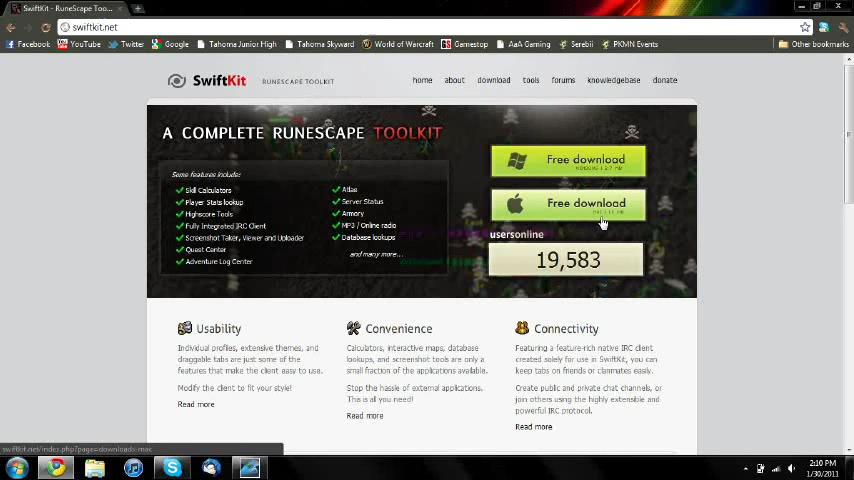 SwiftKit - RuneScape Too...
swiftkit.net
Facebook YouTube Twitter Google Tahoma Junior High Tahoma Skyward World of Warcraft Gamestop AaA Gaming Serebii PKMN Events Other bookmarks
SwiftKit RUNESCAPE TOOLKIT home about download tools forums knowledgebase donate
A COMPLETE RUNESCAPE TOOLKIT
Some features include:
Skill Calculators
Player Stats lookup
Highscore Tools
Fully Integrated IRC Client
Screenshot Taker, Viewer and Uploader
Quest Center
Adventure Log Center
Atlas
Server Status
Armory
MP3 / Online radio
Database lookups
and many more...
Free download
Free download
usersonline
19,583
Usability
Individual profiles, extensive themes, and
draggable tabs are just some of the
features that make the client easy to use.
Modify the client to fit your style!
Read more
Convenience
Calculators, interactive maps, database
lookups, and screenshot tools are only a
small fraction of the applications available.
Stop the hassle of external applications.
This is all you need!
Read more
Connectivity
Featuring a feature-rich native IRC client
created solely for use in SwiftKit, you can
keep tabs on friends or clanmates easily.
Create public and private chat channels, or
join others using the highly extensible and
powerful IRC protocol.
Read more
swiftkit.net/index.php?page=downloads-mac
2:10 PM
1/30/2011